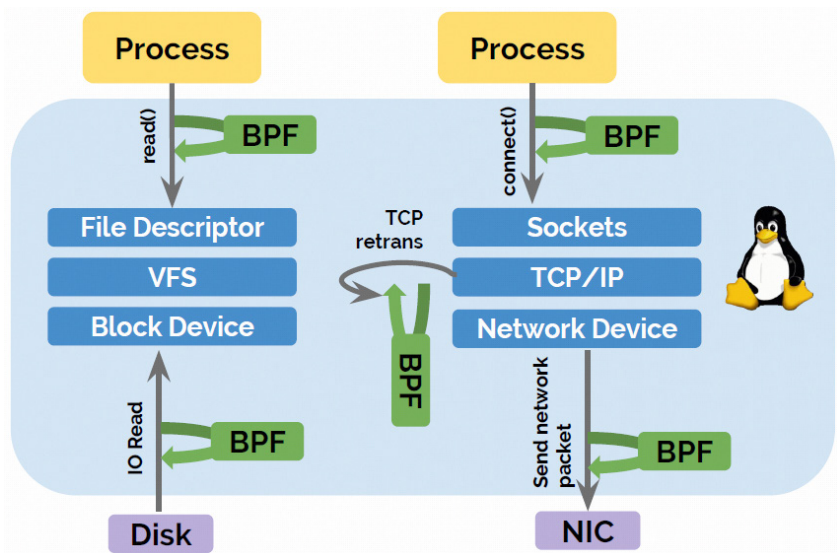 Process
Process
read()
BPF
connect()
BPF
File Descriptor
VFS
Block Device
TCP
retrans
Sockets
TCP/IP
Network Device
BPF
IO Read
BPF
Send network
packet
BPF
Disk
NIC